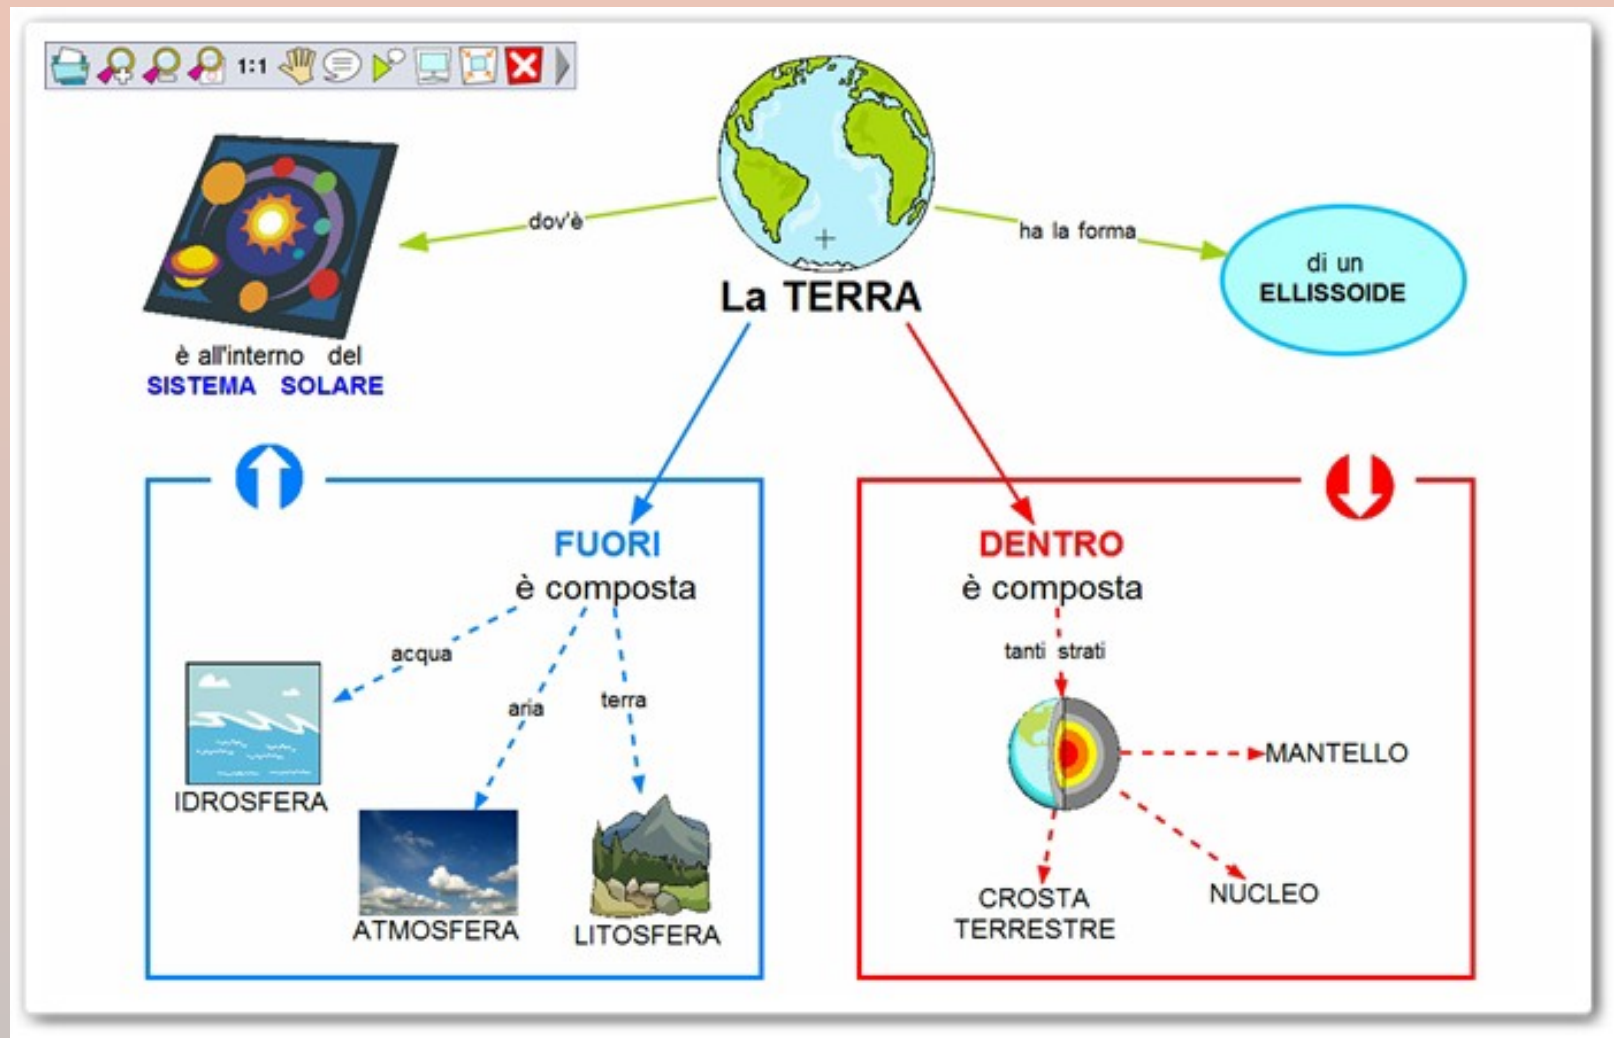 1:1
dov'è
ha la forma
di un
ELLISSOIDE
La TERRA
è all'interno del
SISTEMA SOLARE
FUORI
è composta
acqua
aria
terra
IDROSFERA
ATMOSFERA
LITOSFERA
DENTRO
è composta
tanti strati
MANTELLO
NUCLEO
CROSTA
TERRESTRE